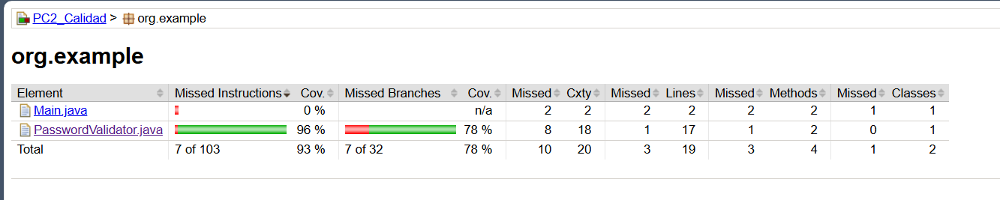 PC2_Calidad > org.example
org.example
Element Missed Instructions Cov. Missed Branches Cov. Missed Cxty Missed Lines Missed Methods Missed Classes
Main.java 0 % n/a 2 2 2 2 2 2 1 1
PasswordValidator.java 96 % 78 % 8 18 1 17 1 2 0 1
Total 7 of 103 93 % 7 of 32 78 % 10 20 3 19 3 4 1 2